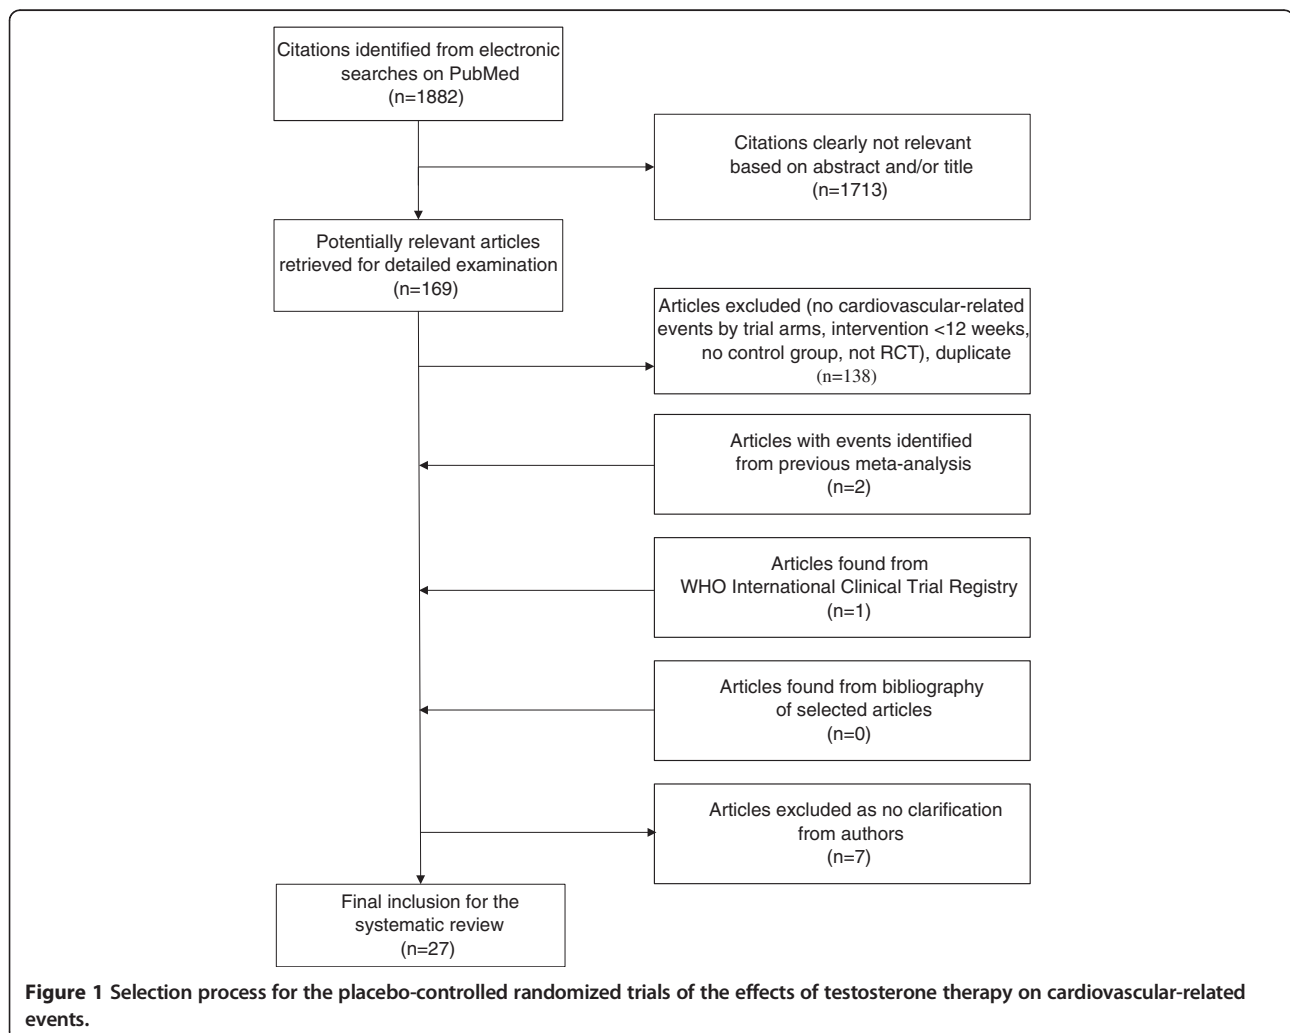 Citations identified from electronic
searches on PubMed
(n=1882)
Citations clearly not relevant
based on abstract and/or title
(n=1713)
Potentially relevant articles
retrieved for detailed examination
(n=169)
Articles excluded (no cardiovascular-related
events by trial arms, intervention <12 weeks,
no control group, not RCT), duplicate
(n=138)
Articles with events identified
from previous meta-analysis
(n=2)
Articles found from
WHO International Clinical Trial Registry
(n=1)
Articles found from bibliography
of selected articles
(n=0)
Articles excluded as no clarification
from authors
(n=7)
Final inclusion for the
systematic review
(n=27)
Figure 1 Selection process for the placebo-controlled randomized trials of the effects of testosterone therapy on cardiovascular-related
events.